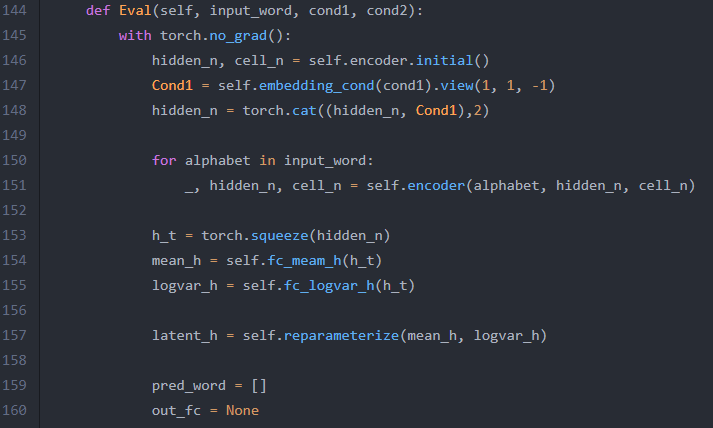 144 def Eval(self, input_word, cond1, cond2):
145 with torch.no_grad():
146 hidden_n, cell_n = self.encoder.initial()
147 Cond1 = self.embedding_cond(cond1).view(1, 1, -1)
148 hidden_n = torch.cat((hidden_n, Cond1),2)
149
150 for alphabet in input_word:
151 _, hidden_n, cell_n = self.encoder(alphabet, hidden_n, cell_n)
152
153 h_t = torch.squeeze(hidden_n)
154 mean_h = self.fc_meam_h(h_t)
155 logvar_h = self.fc_logvar_h(h_t)
156
157 latent_h = self.reparameterize(mean_h, logvar_h)
158
159 pred_word = []
160 out_fc = None